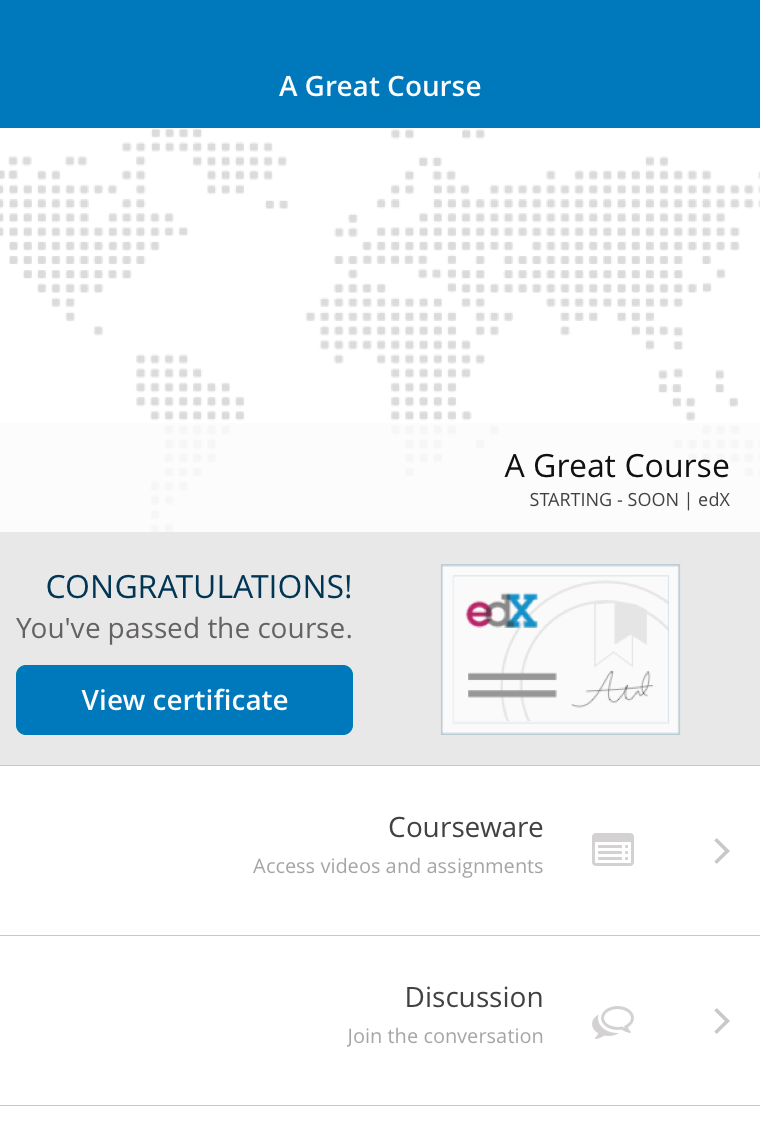 A Great Course
A Great Course
STARTING - SOON | edX
CONGRATULATIONS!
You've passed the course.
View certificate
edX
Courseware
Access videos and assignments
Discussion
Join the conversation